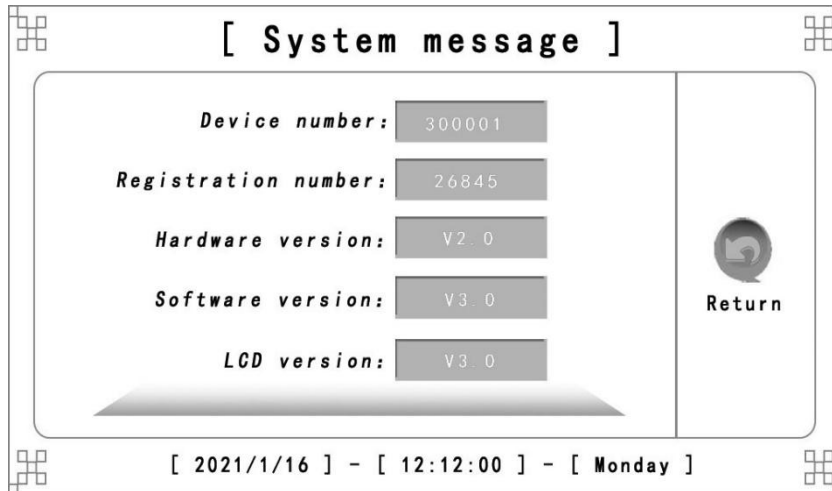 [ System message ]
Device number: 300001
Registration number: 26845
Hardware version: V2.0
Software version: V3.0
LCD version: V3.0
Return
[ 2021/1/16 ] - [ 12:12:00 ] - [ Monday ]